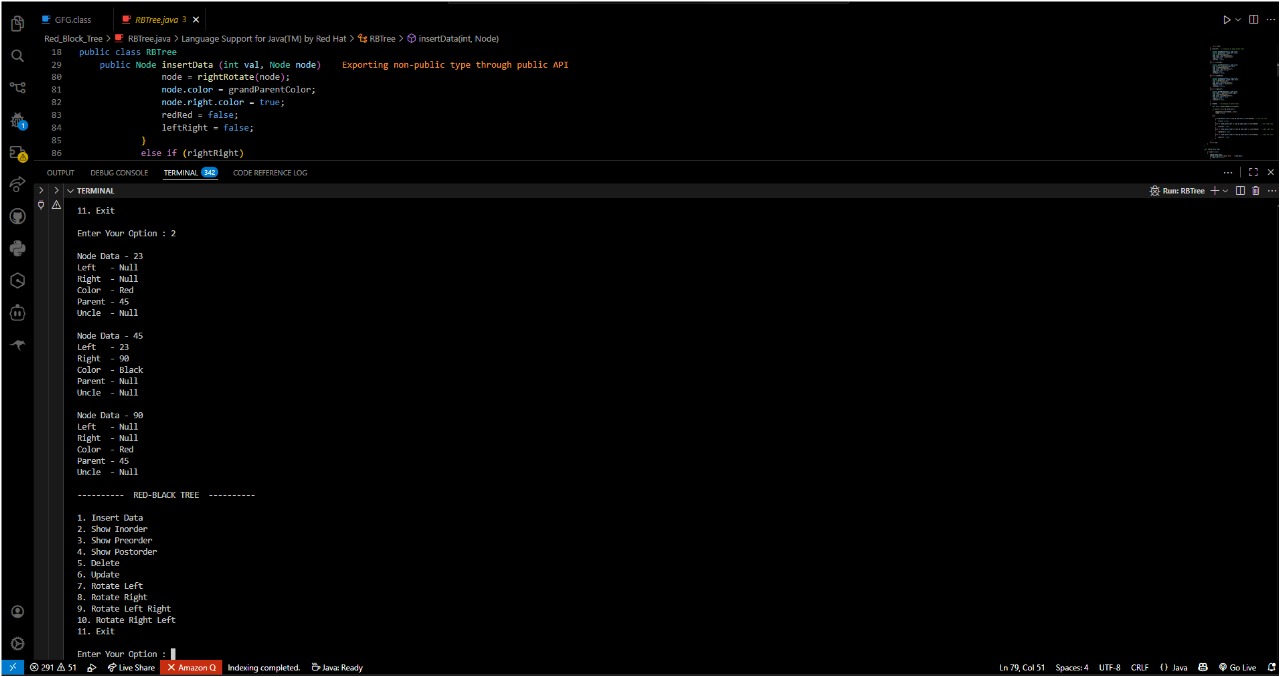 GFG.class RBTree.java 3
Red_Block_Tree > RBTree.java > Language Support for Java(TM) by Red Hat > RBTree > insertData(int, Node)
18 public class RBTree
29 public Node insertData (int val, Node node) Exporting non-public type through public API
80 node = rightRotate(node);
81 node.color = grandParentColor;
82 node.right.color = true;
83 redRed = false;
84 leftRight = false;
85 }
86 else if (rightRight)
OUTPUT DEBUG CONSOLE TERMINAL 342 CODE REFERENCE LOG
TERMINAL Run: RBTree
11. Exit
Enter Your Option : 2
Node Data - 23
Left - Null
Right - Null
Color - Red
Parent - 45
Uncle - Null
Node Data - 45
Left - 23
Right - 90
Color - Black
Parent - Null
Uncle - Null
Node Data - 90
Left - Null
Right - Null
Color - Red
Parent - 45
Uncle - Null
---------- RED-BLACK TREE ----------
1. Insert Data
2. Show Inorder
3. Show Preorder
4. Show Postorder
5. Delete
6. Update
7. Rotate Left
8. Rotate Right
9. Rotate Left Right
10. Rotate Right Left
11. Exit
Enter Your Option :
1
291 51 Live Share Amazon Q Indexing completed. Java: Ready Ln 79, Col 51 Spaces: 4 UTF-8 CRLF {} Java Go Live